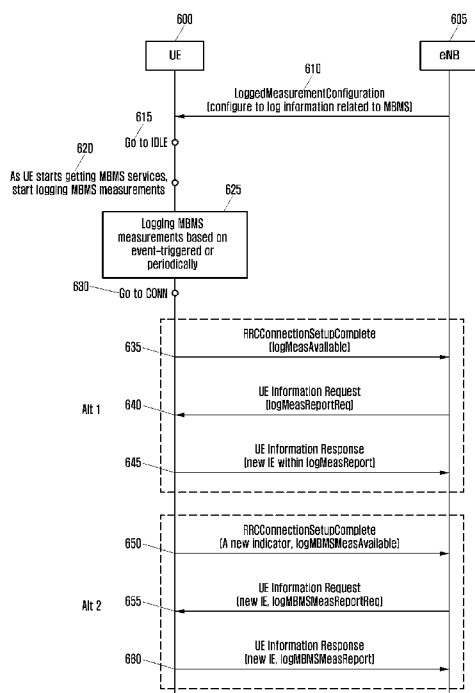 600
605
UE
eNB
610
LoggedMeasurementConfiguration
(configure to log information related to MBMS)
615
Go to IDLE
620
As UE starts getting MBMS services,
start logging MBMS measurements
625
Logging MBMS
measurements based on
event-triggered or
periodically
630
Go to CONN
RRCConnectionSetupComplete
(logMeasAvailable)
635
UE Information Request
(logMeasReportReq)
Alt 1
640
UE Information Response
(new IE within logMeasReport)
645
RRCConnectionSetupComplete
(A new indicator, logMBMSMeasAvailable)
650
UE Information Request
(new IE, logMBMSMeasReportReq)
Alt 2
655
UE Information Response
(new IE, logMBMSMeasReport)
660